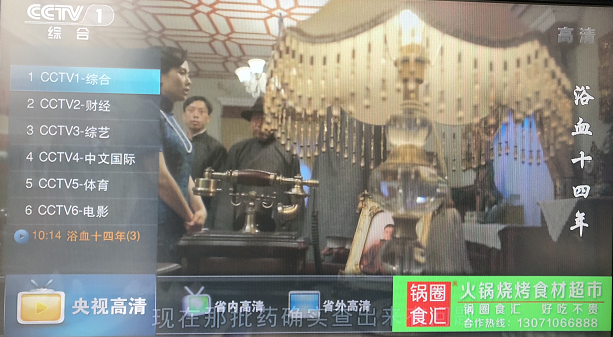 CCTV 1
综合
高清
1 CCTV1-综合
2 CCTV2-财经
3 CCTV3-综艺
4 CCTV4-中文国际
5 CCTV5-体育
6 CCTV6-电影
10:14 浴血十四年(3)
浴血十四年
央视高清
省内高清
省外高清
现在那批药确实查出来
锅圈
食汇
火锅烧烤食材超市
锅圈食汇 好吃不贵
合作热线：13071066888